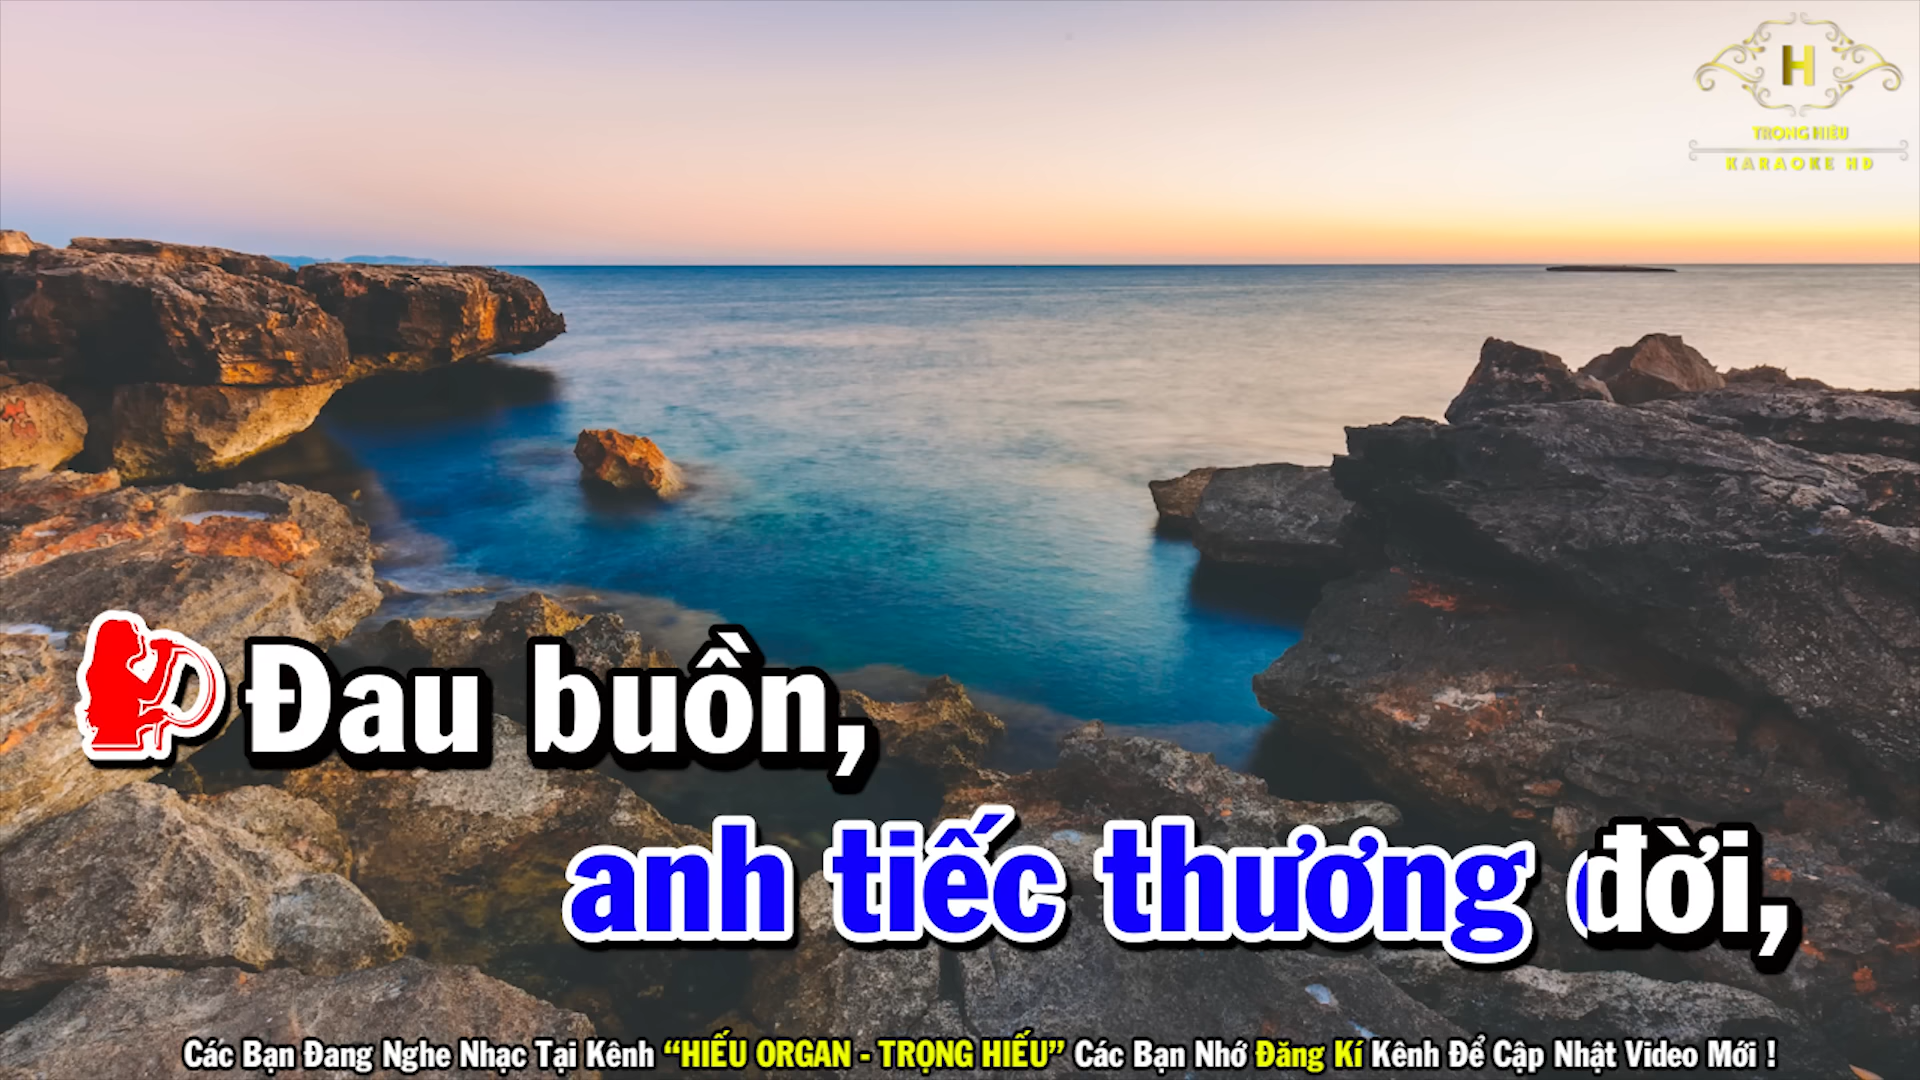 H
TRỌNG HIẾU
KARAOKE HD
Đau buồn,
anh tiếc thương đời,
Các Bạn Đang Nghe Nhạc Tại Kênh “HIẾU ORGAN - TRỌNG HIẾU” Các Bạn Nhớ Đăng Kí Kênh Để Cập Nhật Video Mới !